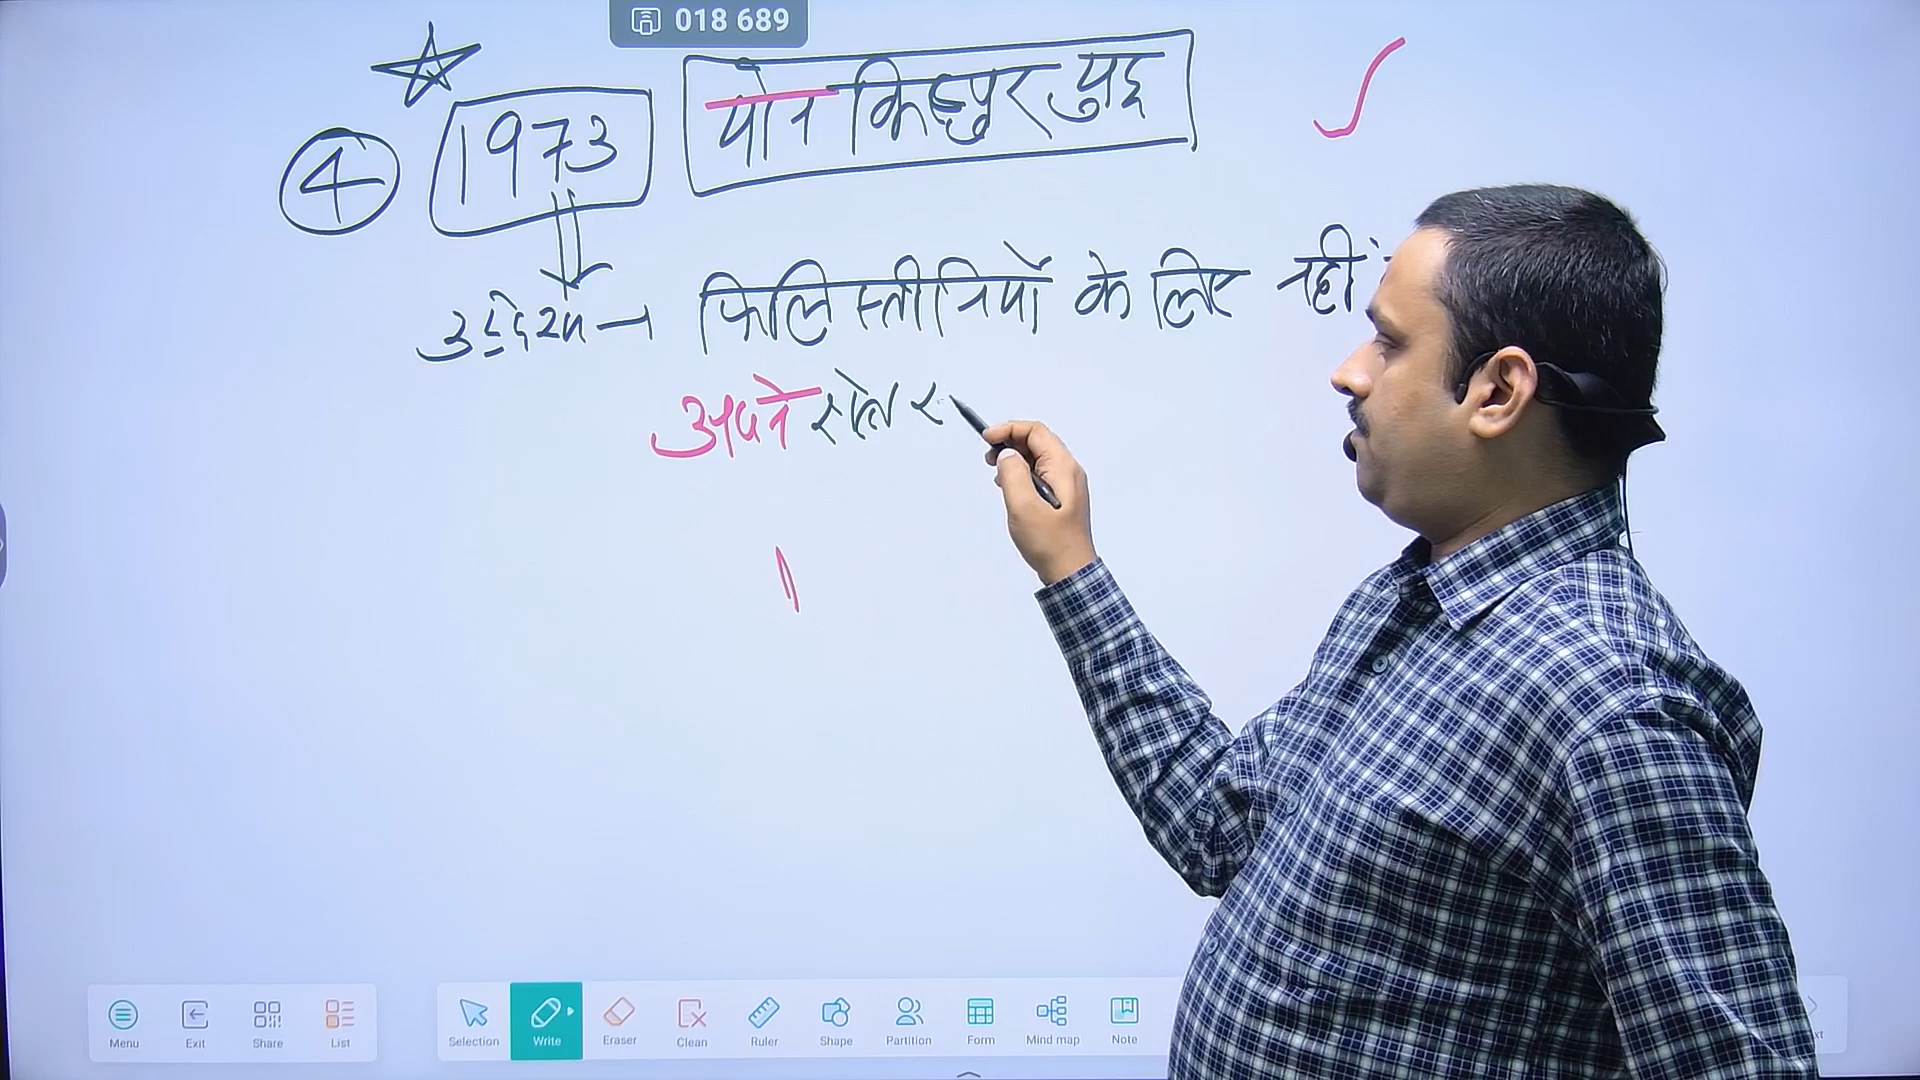 018 689
④ 1973 योन किप्पुर युद्ध
उद्देश्य → फिलिस्तीनियों के लिए नहीं
अपने
Menu Exit Share List Selection Write Eraser Clean Ruler Shape Partition Form Mind map Note